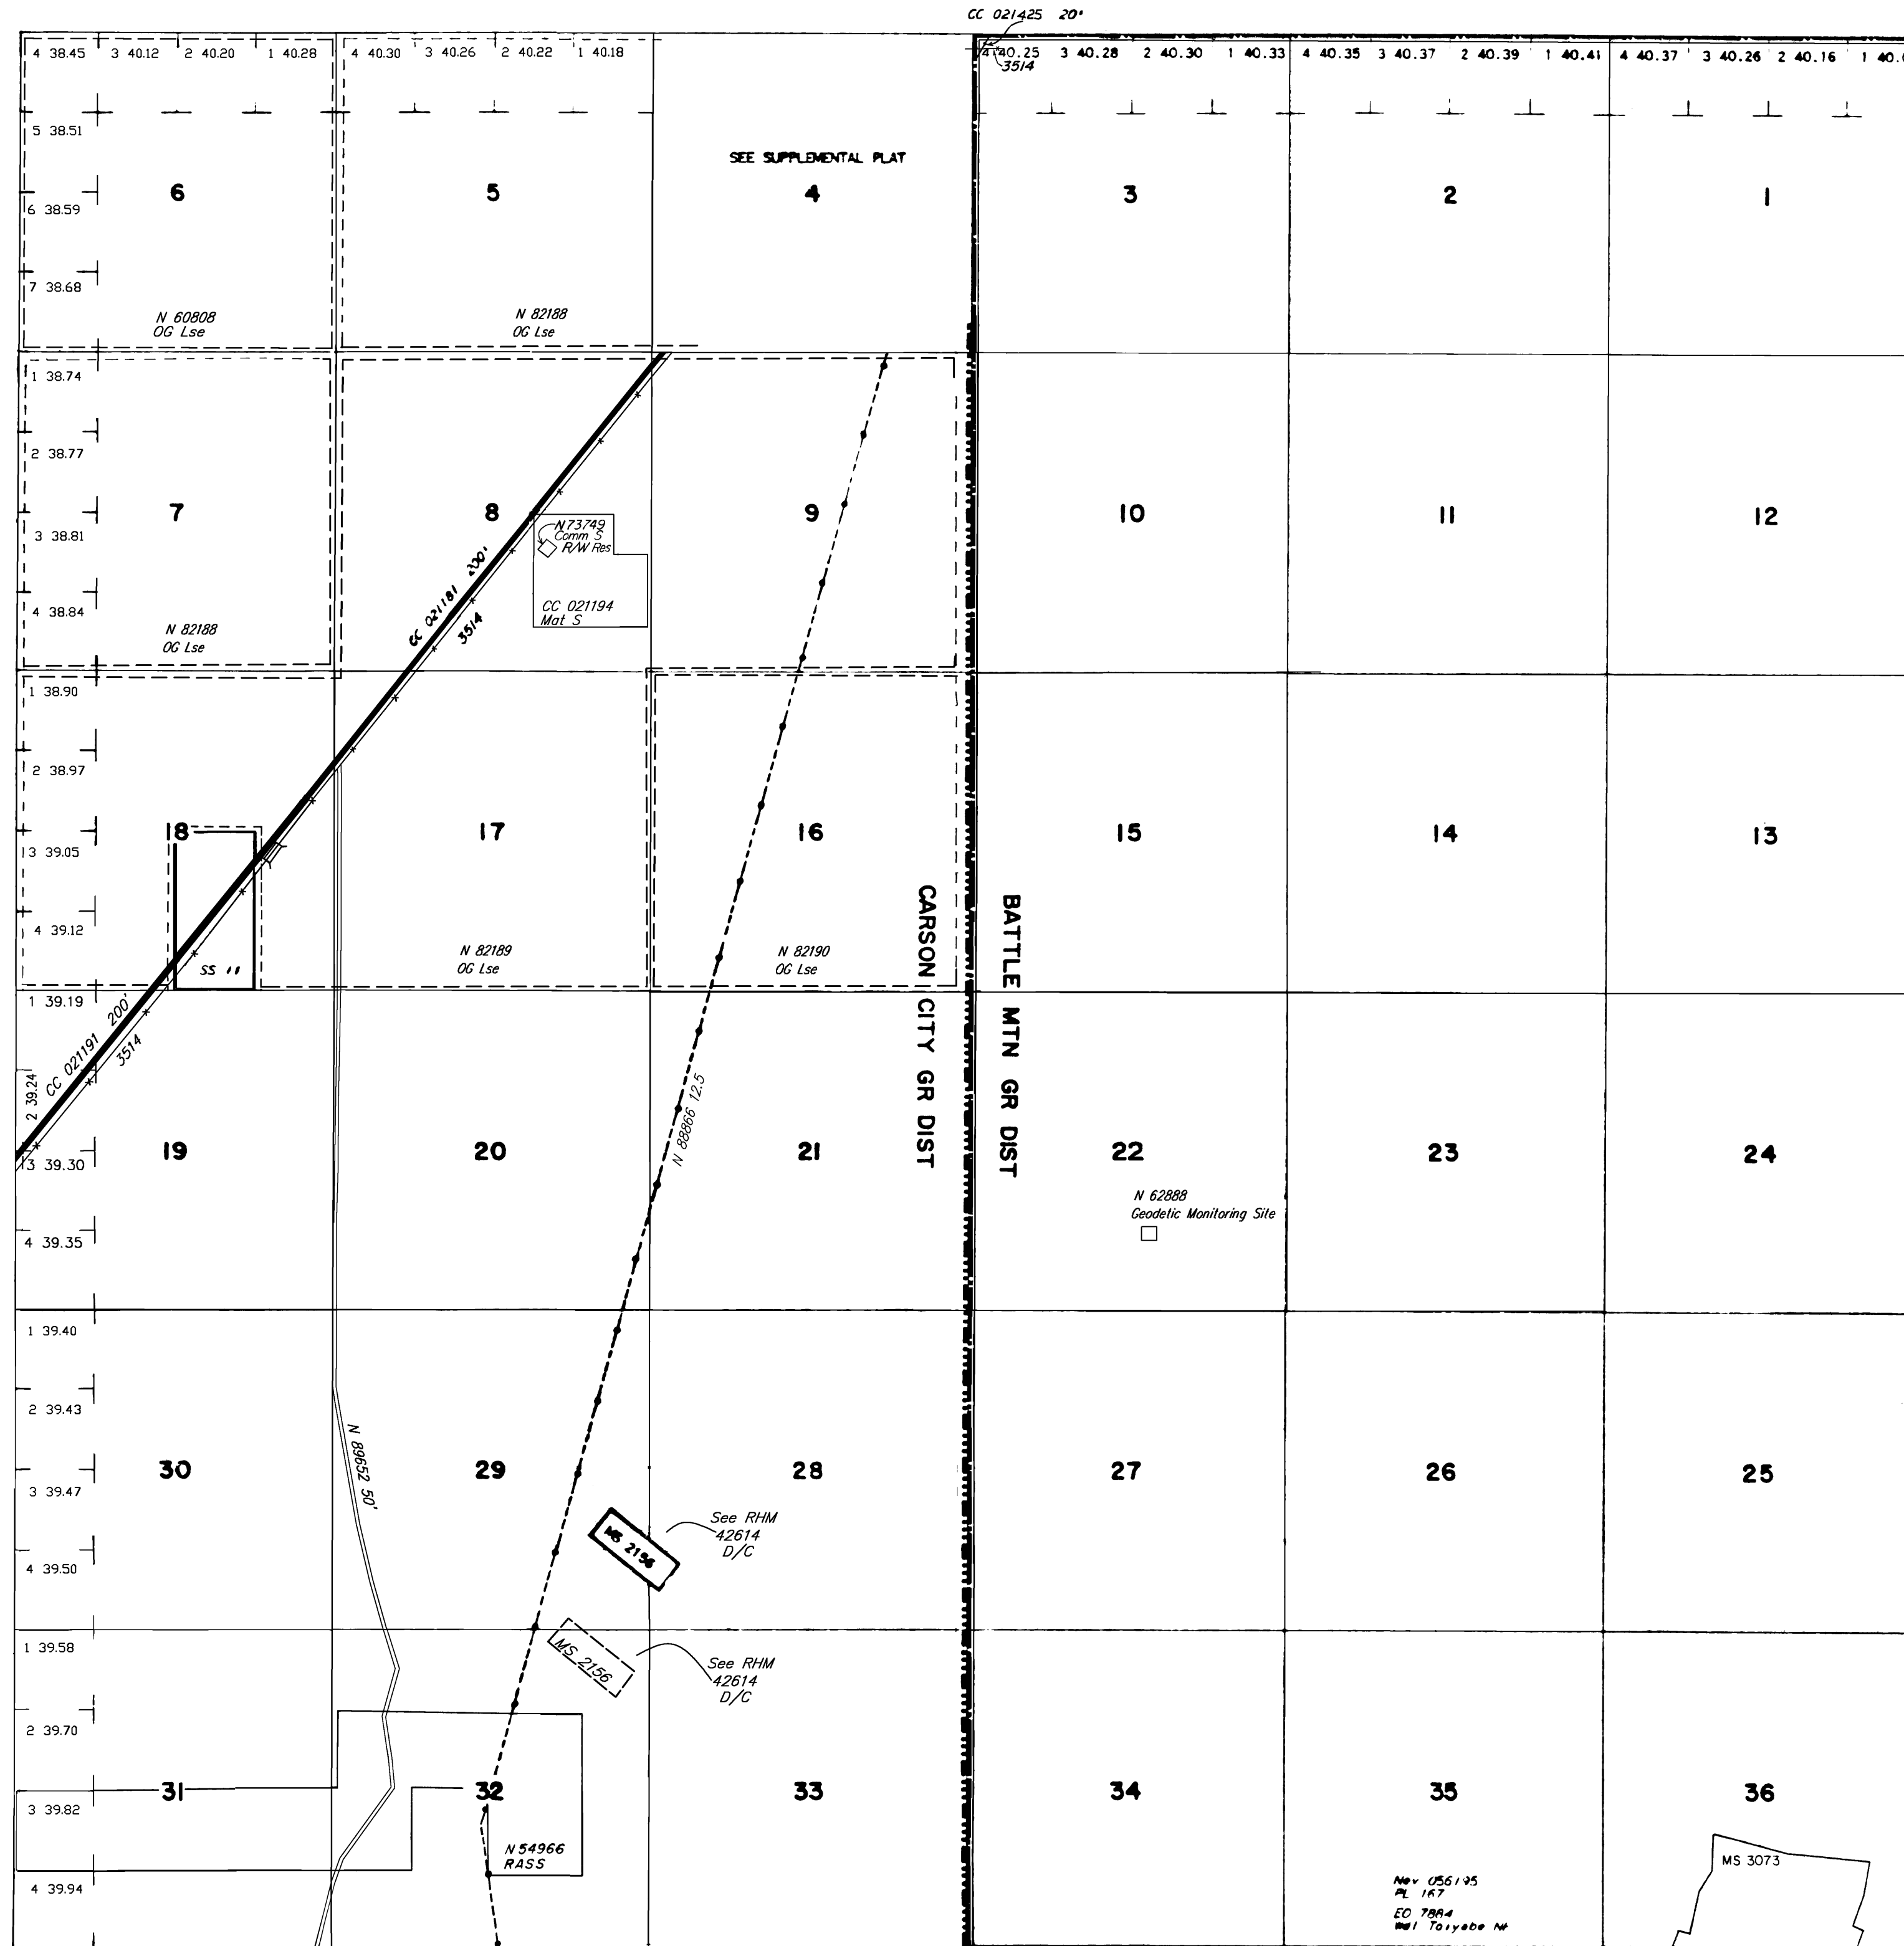 CC 021425 20'
4 38.45 3 40.12 2 40.20 1 40.28 4 40.30 3 40.26 2 40.22 1 40.18 4 40.25 3 40.28 2 40.30 1 40.33 4 40.35 3 40.37 2 40.39 1 40.41 4 40.37 3 40.26 2 40.16
3514
5 38.51
SEE SUPPLEMENTAL PLAT
6 5 4 3 2 1
6 38.59
7 38.68
N 60808
OG Lse
N 82188
OG Lse
1 38.74
2 38.77
7 8 9 10 11 12
3 38.81
N 73749
Comm S
R/W Res
CC 021181 200'
3514
CC 021194
Mat S
4 38.84
N 82188
OG Lse
1 38.90
2 38.97
18 17 16 15 14 13
3 39.05
4 39.12
SS 11
N 82189
OG Lse
N 82190
OG Lse
CARSON CITY GR DIST
BATTLE MTN GR DIST
1 39.19
CC 021191 200'
3514
2 39.24
N 88866 12.5
19 20 21 22 23 24
3 39.30
N 62888
Geodetic Monitoring Site
4 39.35
1 39.40
2 39.43
N 89652 50'
30 29 28 27 26 25
3 39.47
MS 2156
See RHM
42614
D/C
4 39.50
1 39.58
MS 2156
See RHM
42614
D/C
2 39.70
31 32 33 34 35 36
3 39.82
N 54966
RASS
MS 3073
4 39.94
Nev 056195
PL 167
EO 7884
Wdl Toiyabe NF